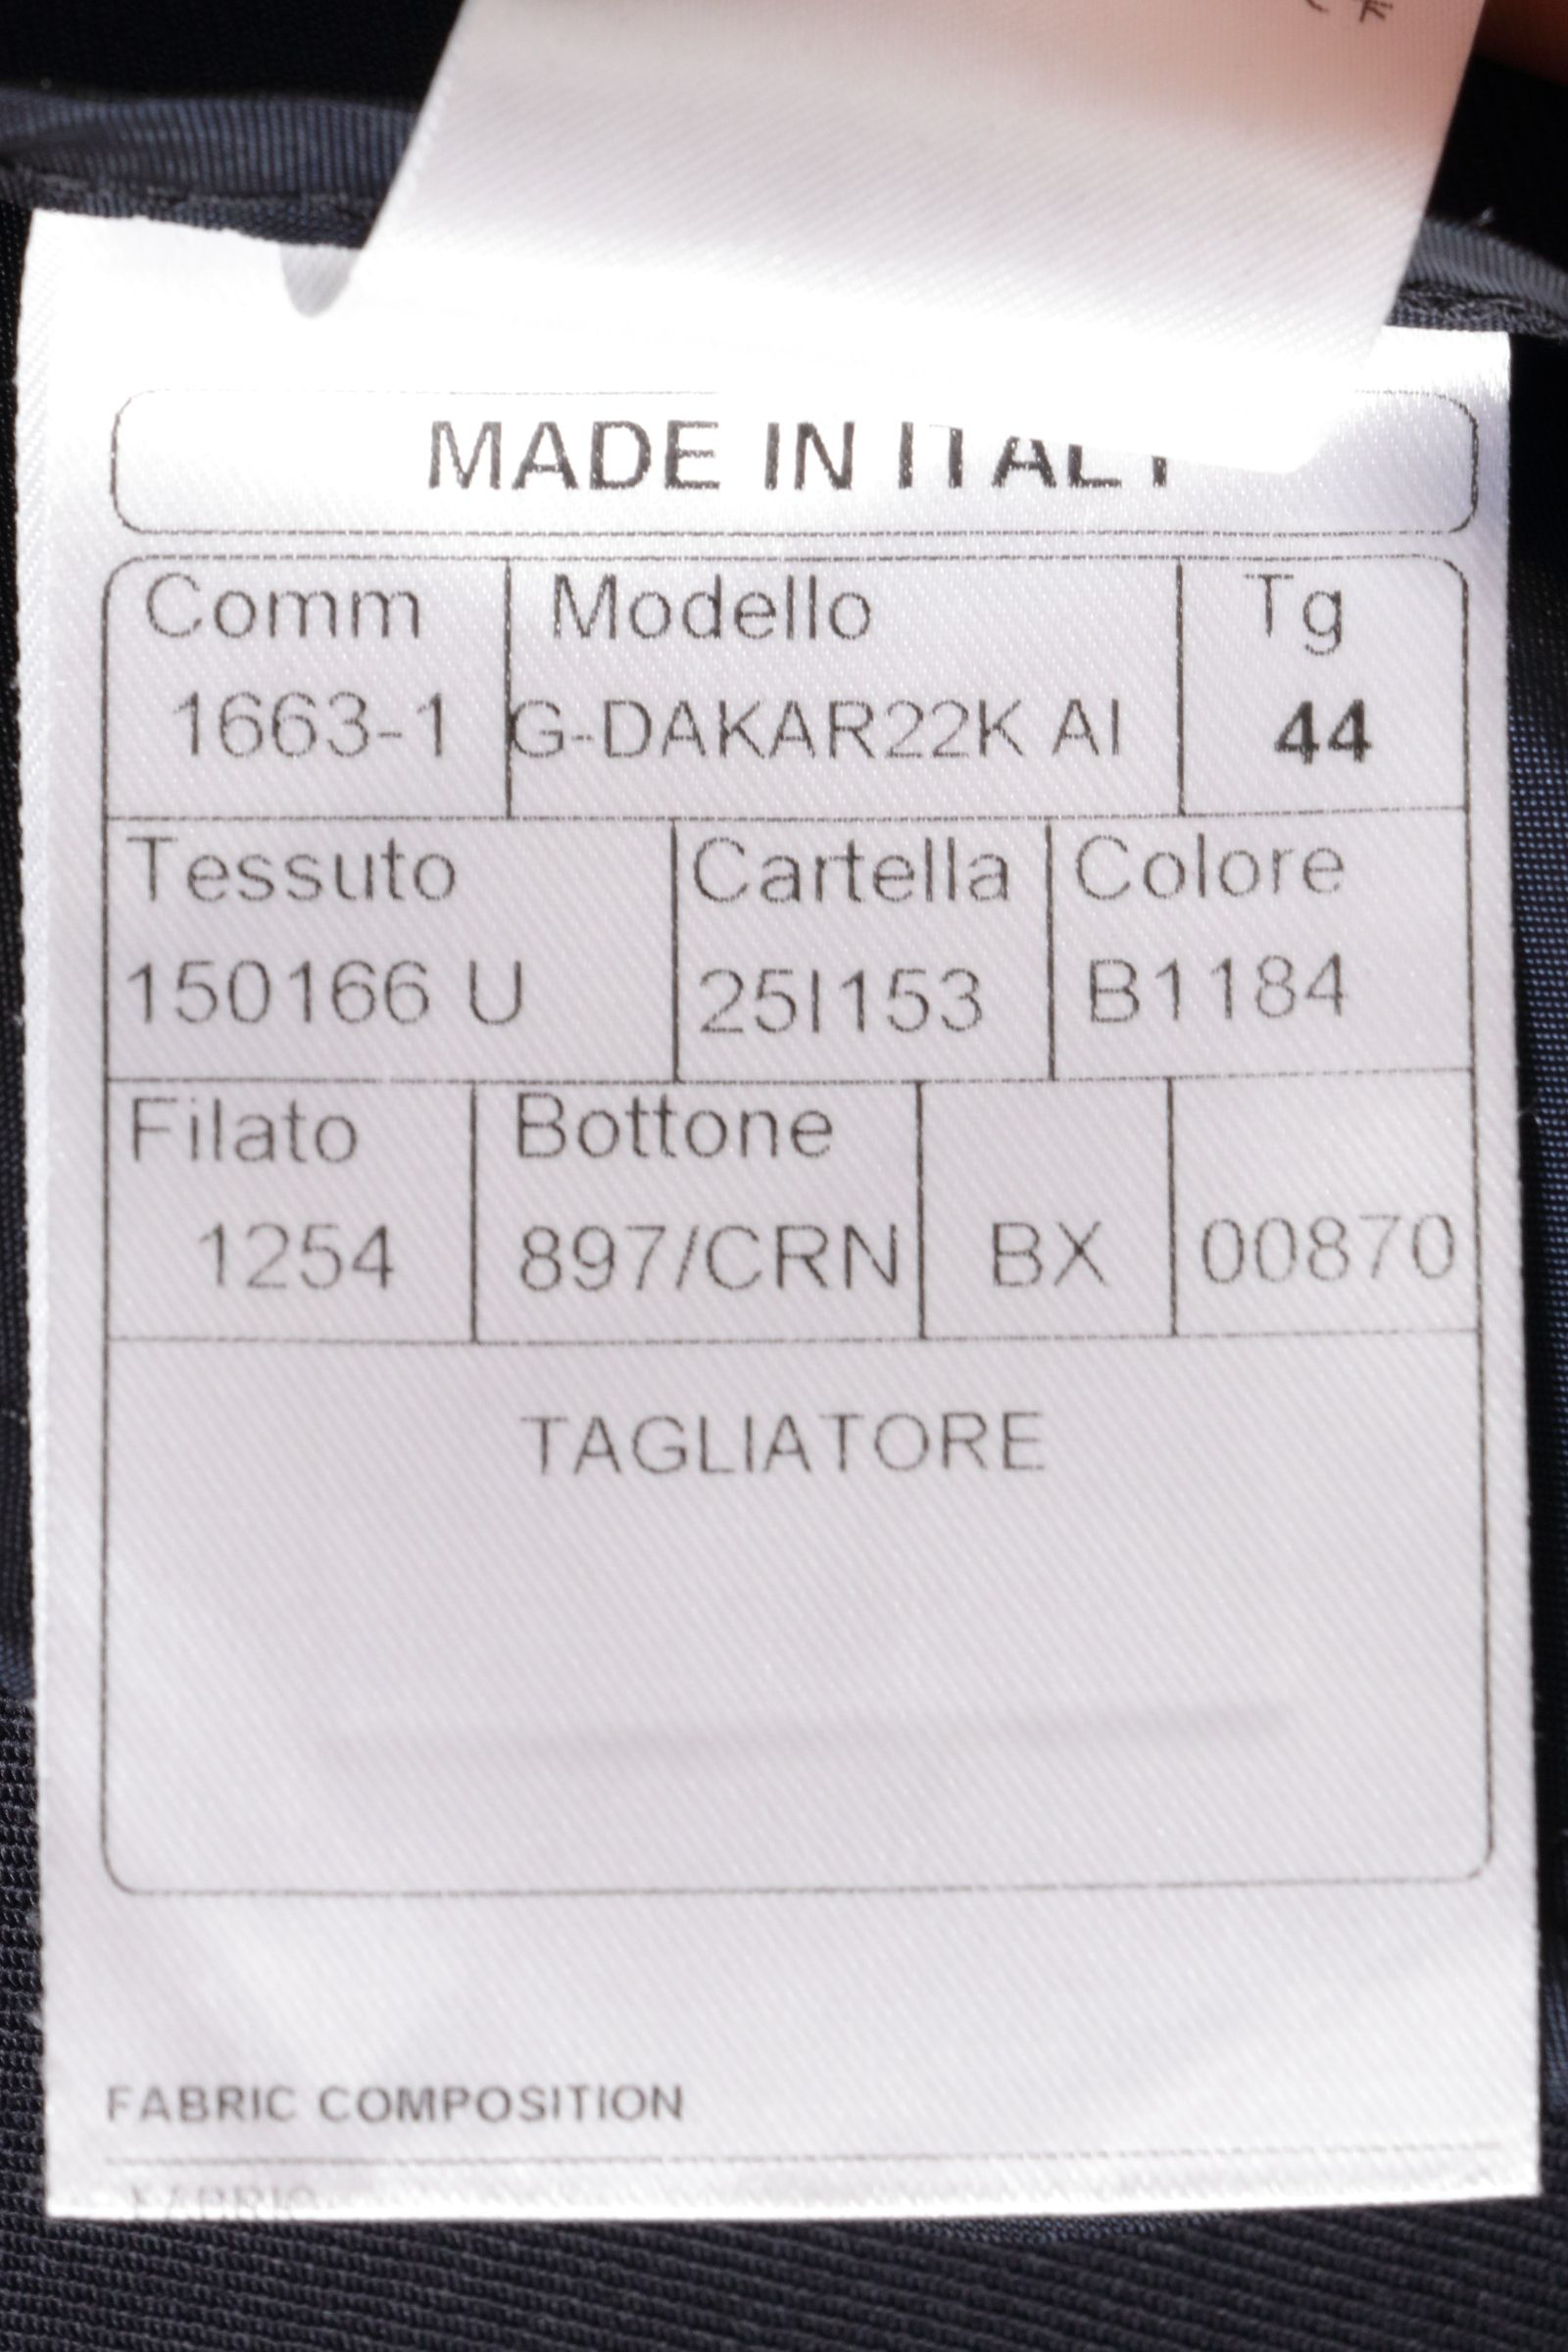 MADE IN ITALY
Comm Modello Tg
1663-1 G-DAKAR22K AI 44
Tessuto Cartella Colore
150166 U 25I153 B1184
Filato Bottone
1254 897/CRN BX 00870
TAGLIATORE
FABRIC COMPOSITION
FABRIC